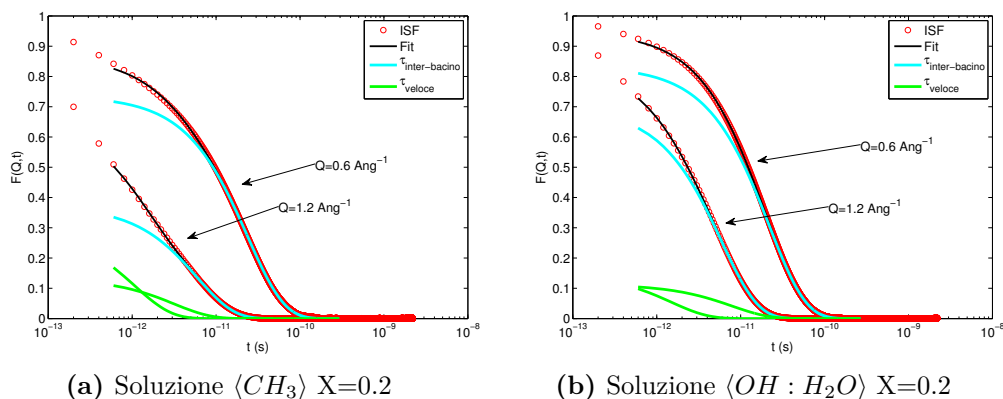 1
0.9
0.8
0.7
0.6
0.5
0.4
0.3
0.2
0.1
0
F(Q,t)
10⁻¹³ 10⁻¹² 10⁻¹¹ 10⁻¹⁰ 10⁻⁹ 10⁻⁸
t (s)
ISF
Fit
τinter−bacino
τveloce
Q=0.6 Ang⁻¹
Q=1.2 Ang⁻¹
(a) Soluzione ⟨CH₃⟩ X=0.2
1
0.9
0.8
0.7
0.6
0.5
0.4
0.3
0.2
0.1
0
F(Q,t)
10⁻¹³ 10⁻¹² 10⁻¹¹ 10⁻¹⁰ 10⁻⁹ 10⁻⁸
t (s)
ISF
Fit
τinter−bacino
τveloce
Q=0.6 Ang⁻¹
Q=1.2 Ang⁻¹
(b) Soluzione ⟨OH : H₂O⟩ X=0.2